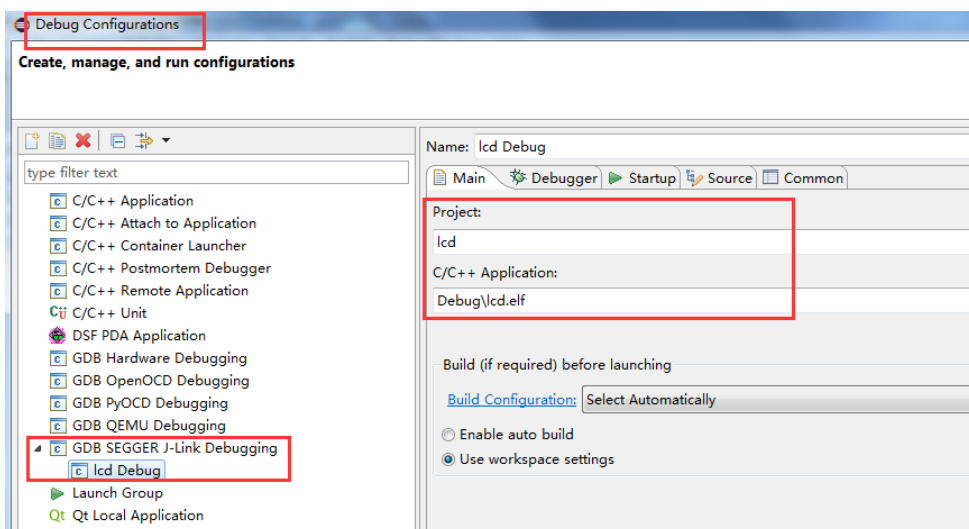 Debug Configurations
Create, manage, and run configurations
type filter text
C/C++ Application
C/C++ Attach to Application
C/C++ Container Launcher
C/C++ Postmortem Debugger
C/C++ Remote Application
C/C++ Unit
DSF PDA Application
GDB Hardware Debugging
GDB OpenOCD Debugging
GDB PyOCD Debugging
GDB QEMU Debugging
GDB SEGGER J-Link Debugging
lcd Debug
Launch Group
Qt Local Application
Name: lcd Debug
Main Debugger Startup Source Common
Project:
lcd
C/C++ Application:
Debug\lcd.elf
Build (if required) before launching
Build Configuration: Select Automatically
Enable auto build
Use workspace settings